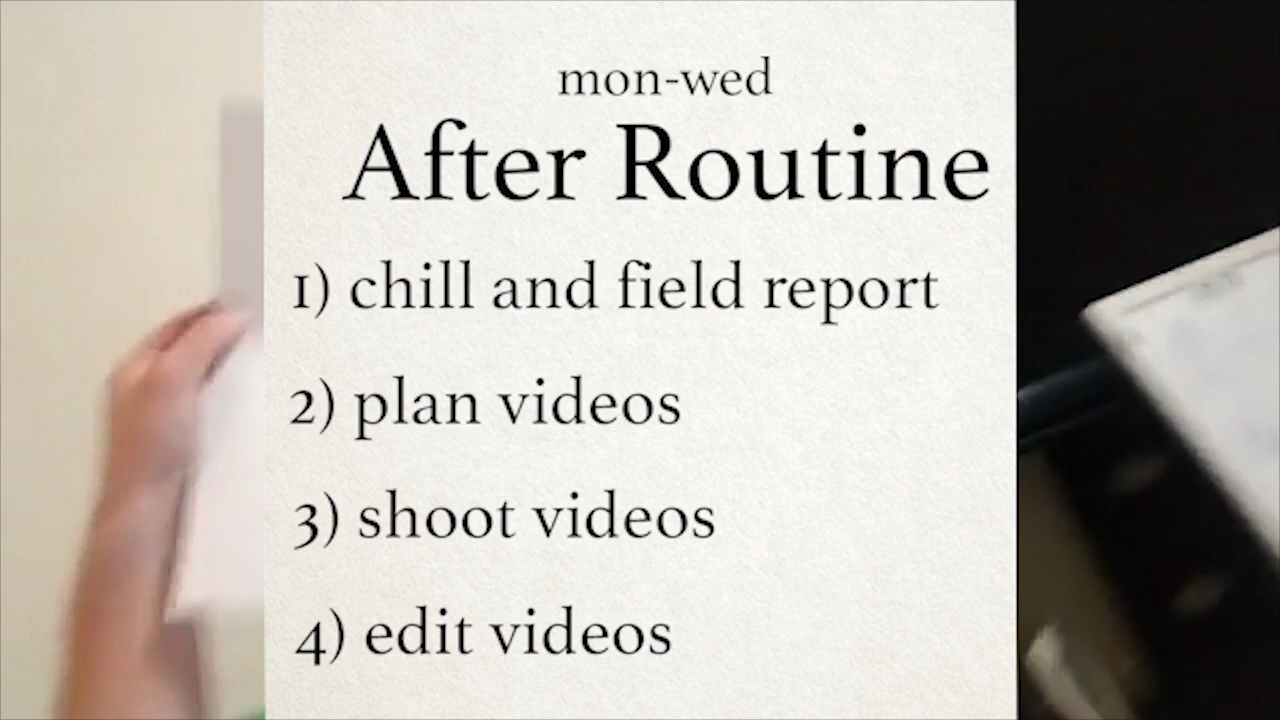 mon-wed
After Routine
1) chill and field report
2) plan videos
3) shoot videos
4) edit videos